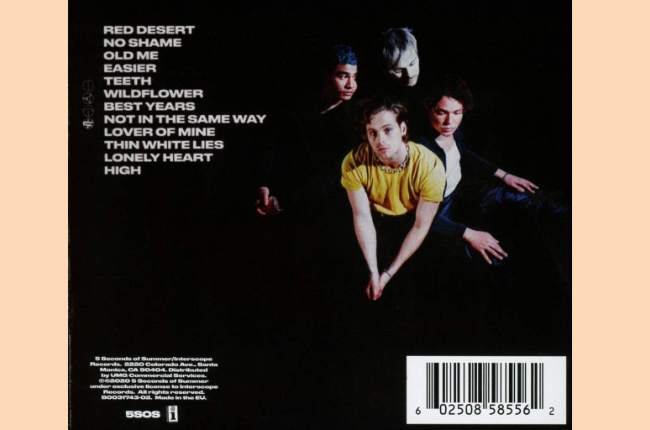 RED DESERT
NO SHAME
OLD ME
EASIER
TEETH
WILDFLOWER
BEST YEARS
NOT IN THE SAME WAY
LOVER OF MINE
THIN WHITE LIES
LONELY HEART
HIGH
5 Seconds of Summer/Interscope
Records. 2220 Colorado Ave., Santa
Monica, CA 90404. Distributed
by UMG Commercial Services.
℗©2020 5 Seconds of Summer
under exclusive license to Interscope
Records. All rights reserved.
B0031743-02. Made in the EU.
5SOS i
6 02508 58556 2